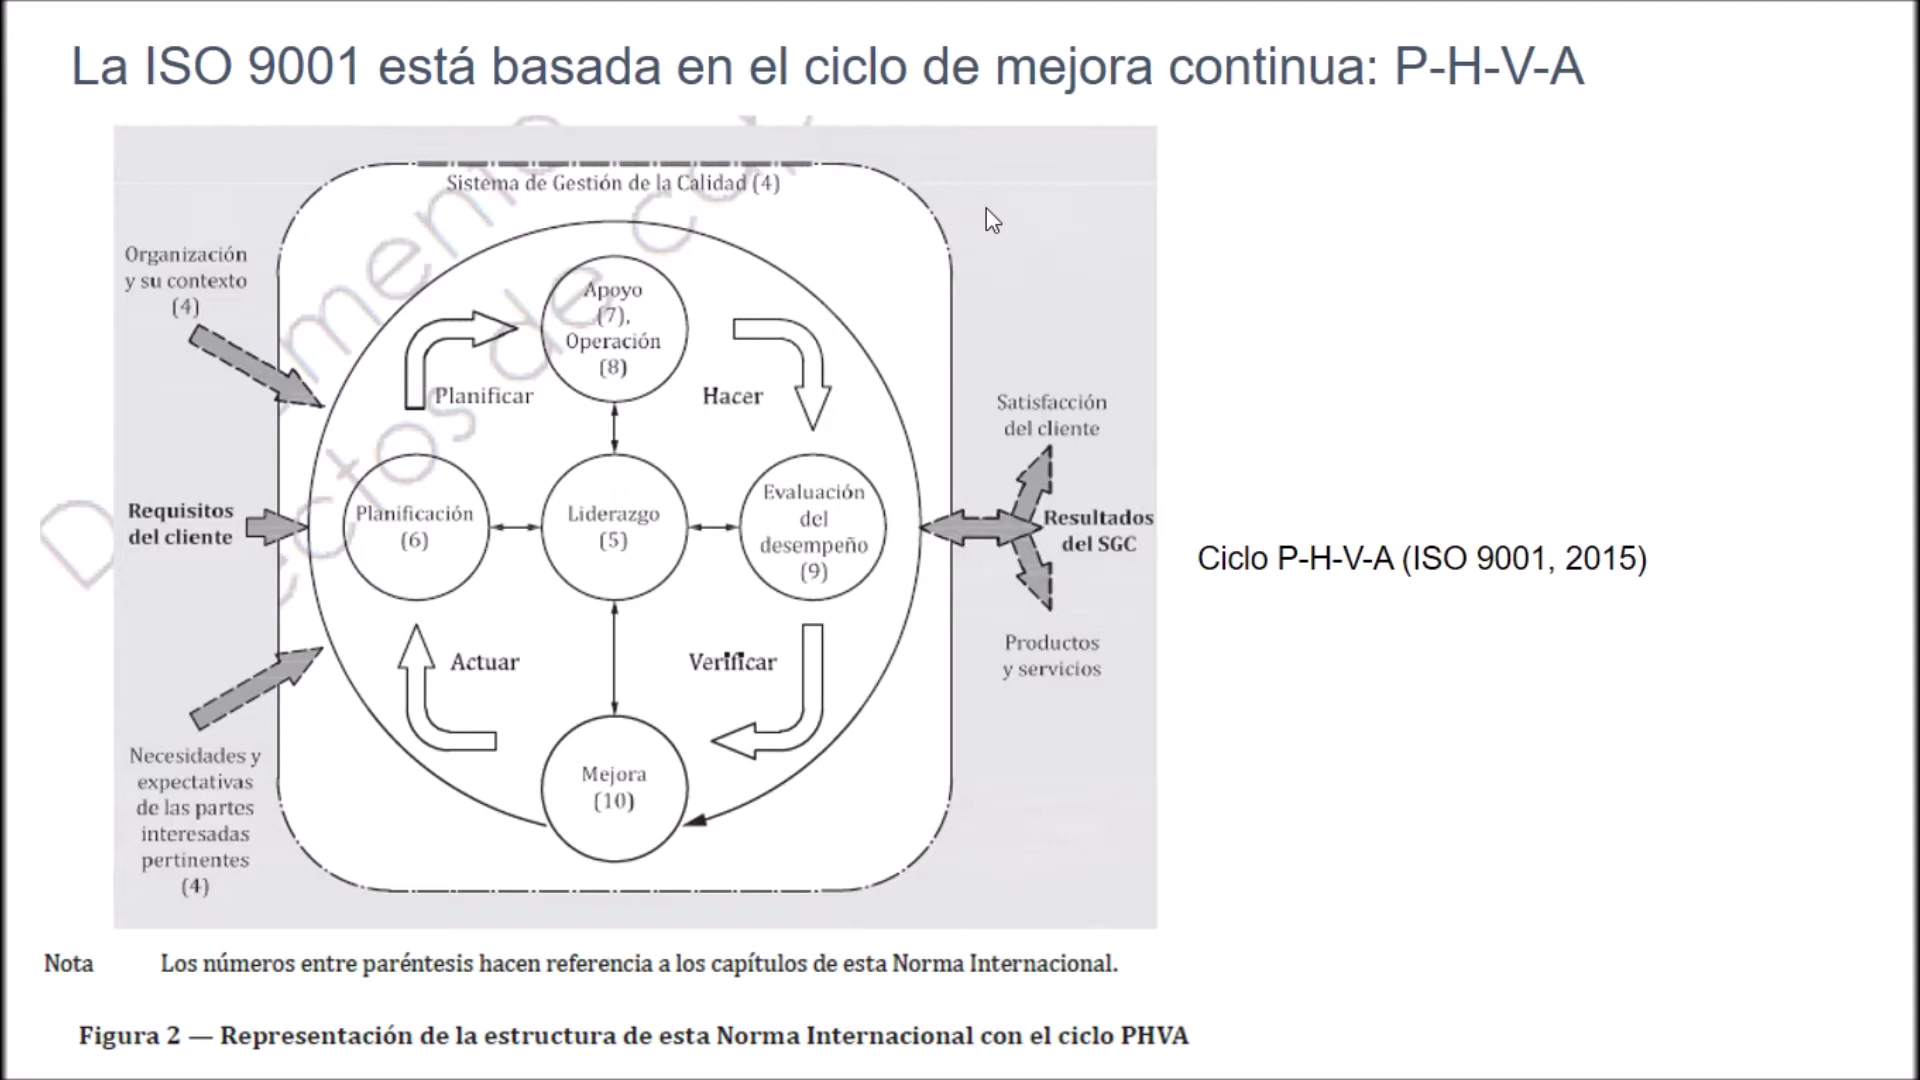 La ISO 9001 está basada en el ciclo de mejora continua: P-H-V-A
Sistema de Gestión de la Calidad (4)
Organización
y su contexto
(4)
Apoyo
(7),
Operación
(8)
Planificar
Hacer
Satisfacción
del cliente
Requisitos
del cliente
Planificación
(6)
Liderazgo
(5)
Evaluación
del
desempeño
(9)
Resultados
del SGC
Ciclo P-H-V-A (ISO 9001, 2015)
Actuar
Verificar
Productos
y servicios
Necesidades y
expectativas
de las partes
interesadas
pertinentes
(4)
Mejora
(10)
Nota Los números entre paréntesis hacen referencia a los capítulos de esta Norma Internacional.
Figura 2 — Representación de la estructura de esta Norma Internacional con el ciclo PHVA